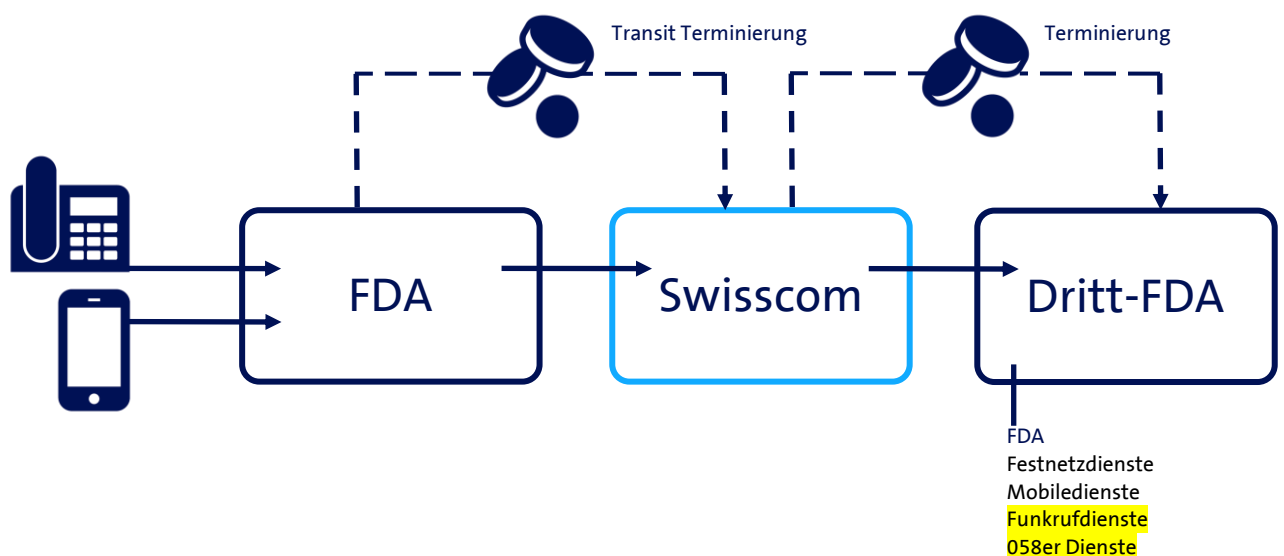 Transit Terminierung
Terminierung
FDA
Swisscom
Dritt-FDA
FDA
Festnetzdienste
Mobiledienste
Funkrufdienste
058er Dienste